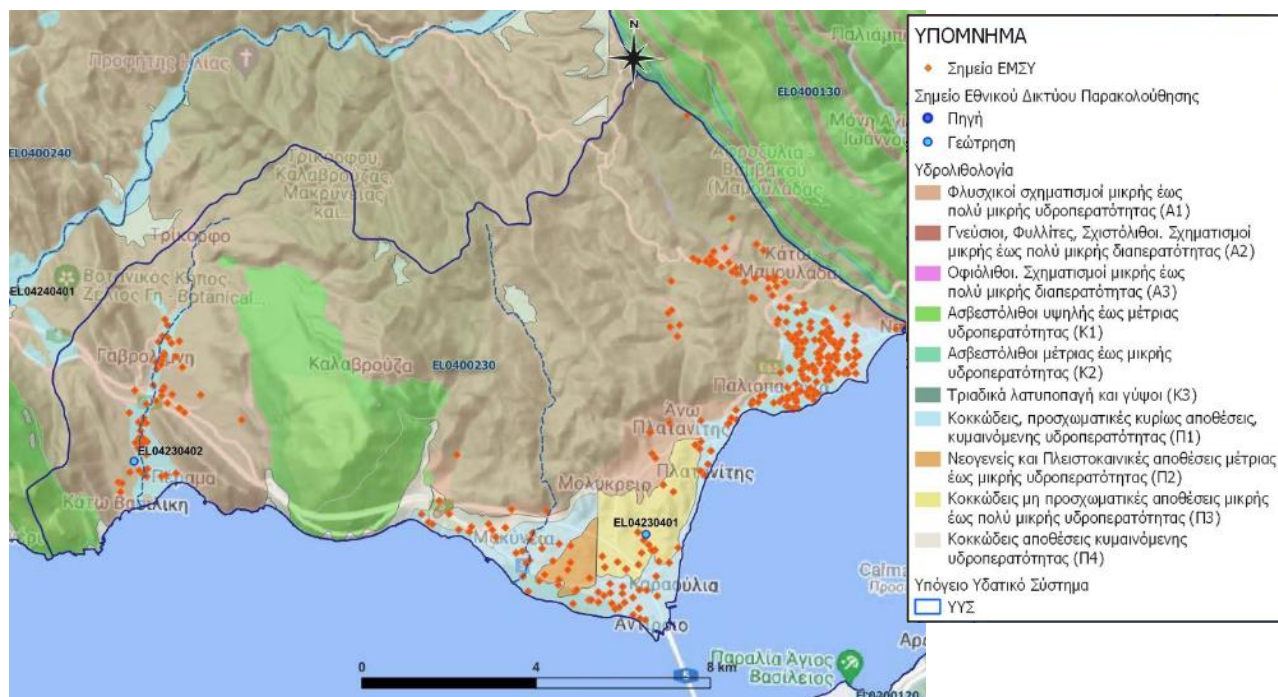 N
Προφήτης Ηλίας
EL0400130
EL0400240
Τρικόρφου,
Καλαβρούζας,
Μακρυνείας
και...
Τρίκορφο
Βοτανικός Κήπος
EL04240401
Κάτω
Μαμουλάδα
Γαβρολίμνη
Καλαβρούζα
EL0400230
Άνω
Πλατανίτης
EL04230402
Κάτω Βασιλική
Πλατανίτης
Μολύκρειο
EL04230401
Μακύνεια
Αντίρριο
0 4 8 km
Παραλία Άγιος
Βασίλειος
ΥΠΟΜΝΗΜΑ
Σημεία ΕΜΣΥ
Σημείο Εθνικού Δικτύου Παρακολούθησης
Πηγή
Γεώτρηση
Υδρολιθολογία
Φλυσχικοί σχηματισμοί μικρής έως
πολύ μικρής υδροπερατότητας (Α1)
Γνεύσιοι, Φυλλίτες, Σχιστόλιθοι. Σχηματισμοί
μικρής έως πολύ μικρής διαπερατότητας (Α2)
Οφιόλιθοι. Σχηματισμοί μικρής έως
πολύ μικρής διαπερατότητας (Α3)
Ασβεστόλιθοι υψηλής έως μέτριας
υδροπερατότητας (Κ1)
Ασβεστόλιθοι μέτριας έως μικρής
υδροπερατότητας (Κ2)
Τριαδικά λατυποπαγή και γύψοι (Κ3)
Κοκκώδεις, προσχωματικές κυρίως αποθέσεις,
κυμαινόμενης υδροπερατότητας (Π1)
Νεογενείς και Πλειστοκαινικές αποθέσεις μέτριας
έως μικρής υδροπερατότητας (Π2)
Κοκκώδεις μη προσχωματικές αποθέσεις μικρής
έως πολύ μικρής υδροπερατότητας (Π3)
Κοκκώδεις αποθέσεις κυμαινόμενης
υδροπερατότητας (Π4)
Υπόγειο Υδατικό Σύστημα
ΥΥΣ